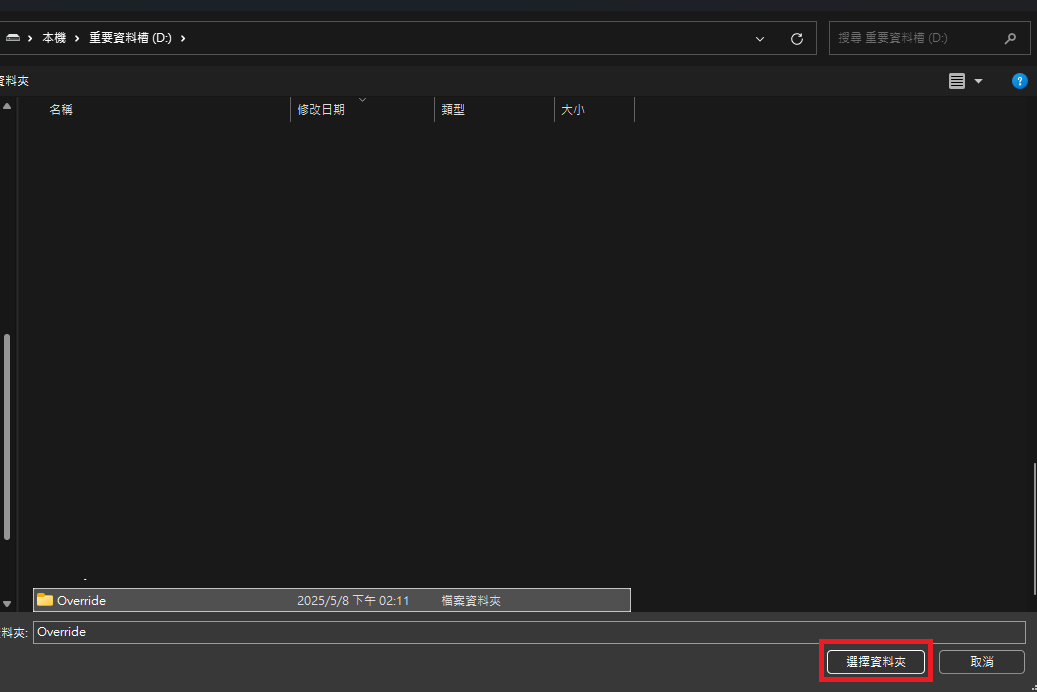 本機 › 重要資料槽 (D:) ›
搜尋 重要資料槽 (D:)
資料夾
?
名稱 修改日期 類型 大小
Override 2025/5/8 下午 02:11 檔案資料夾
資料夾: Override
選擇資料夾 取消